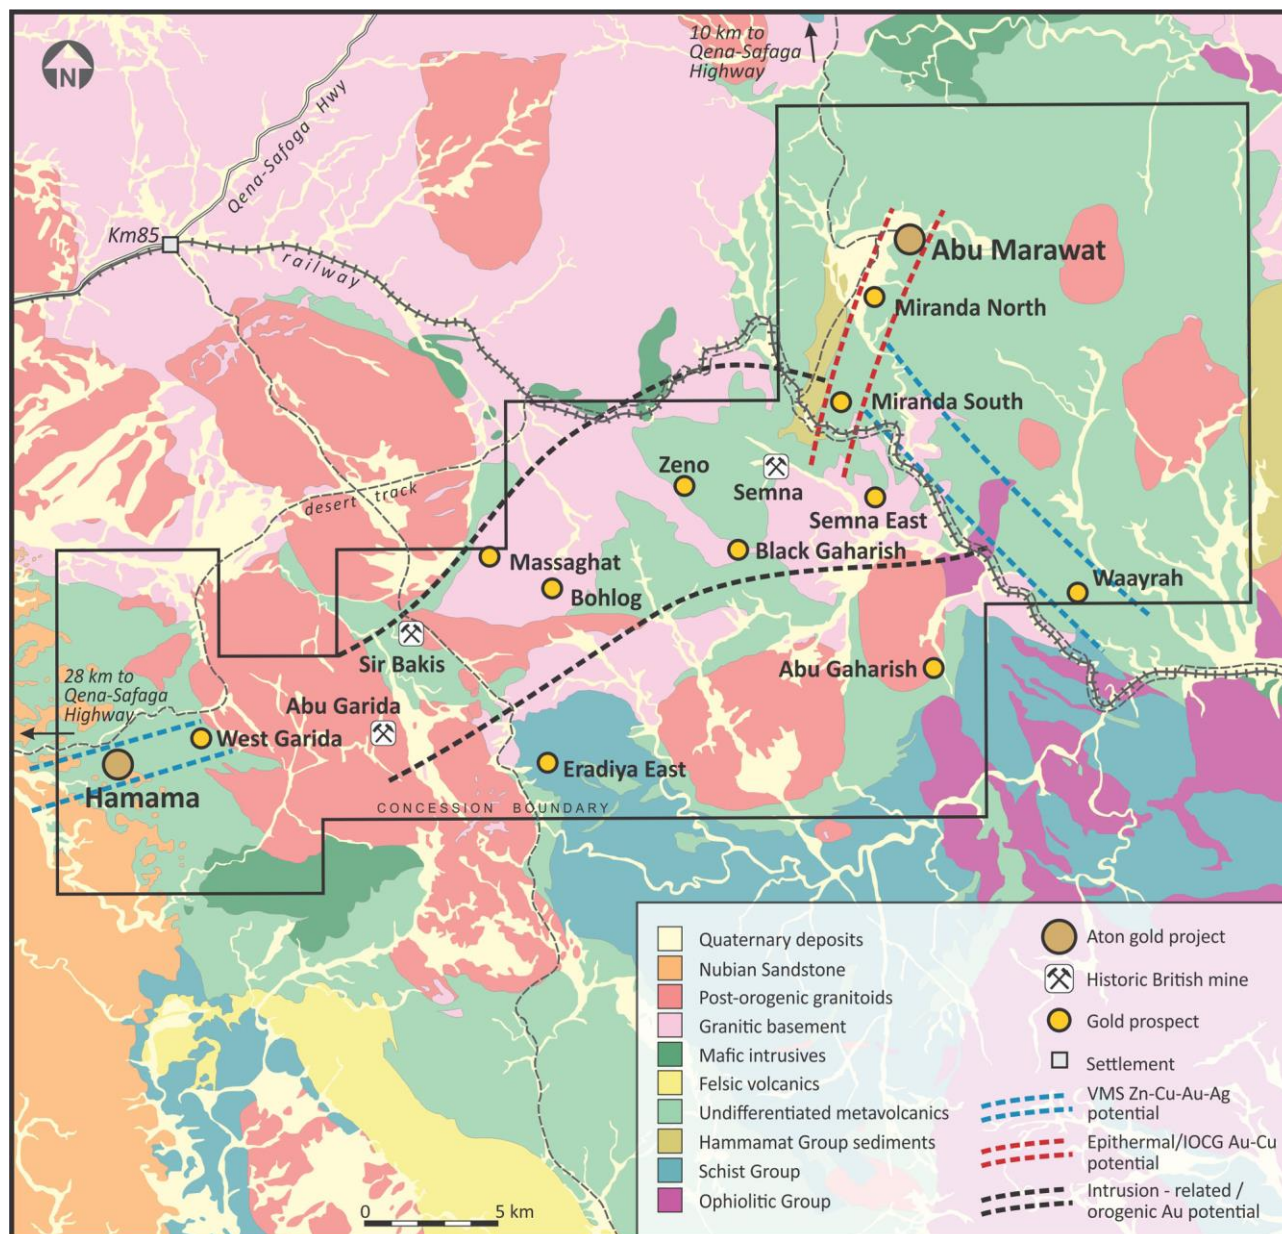 N
10 km to
Qena-Safaga
Highway
Qena-Safoga Hwy
Km85
railway
Abu Marawat
Miranda North
Miranda South
desert track
Zeno
Semna
Semna East
Massaghat
Black Gaharish
Waayrah
Bohlog
Sir Bakis
28 km to
Qena-Safaga
Highway
Abu Gaharish
Abu Garida
West Garida
Eradiya East
Hamama
CONCESSION BOUNDARY
Quaternary deposits
Nubian Sandstone
Post-orogenic granitoids
Granitic basement
Mafic intrusives
Felsic volcanics
Undifferentiated metavolcanics
Hammamat Group sediments
Schist Group
Ophiolitic Group
Aton gold project
Historic British mine
Gold prospect
Settlement
VMS Zn-Cu-Au-Ag
potential
Epithermal/IOCG Au-Cu
potential
Intrusion - related /
orogenic Au potential
0 5 km